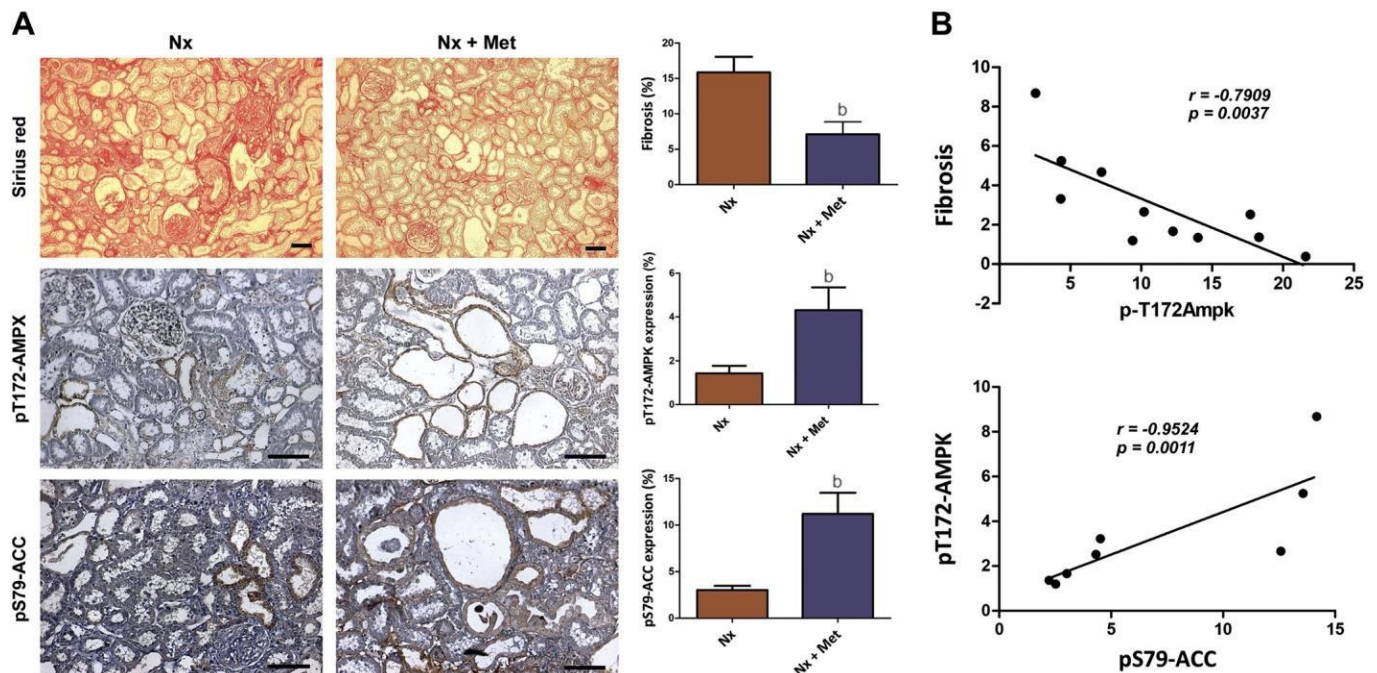 A
B
Nx
Nx + Met
Sirius red
pT172-AMPX
pS79-ACC
Fibrosis (%)
20
15
10
5
0
b
Nx
Nx + Met
pT172-AMPK expression (%)
6
4
2
0
b
Nx
Nx + Met
pS79-ACC expression (%)
15
10
5
0
b
Nx
Nx + Met
Fibrosis
10
8
6
4
2
0
-2
r = -0.7909
p = 0.0037
5
10
15
20
25
p-T172Ampk
pT172-AMPK
10
8
6
4
2
0
r = -0.9524
p = 0.0011
0
5
10
15
pS79-ACC